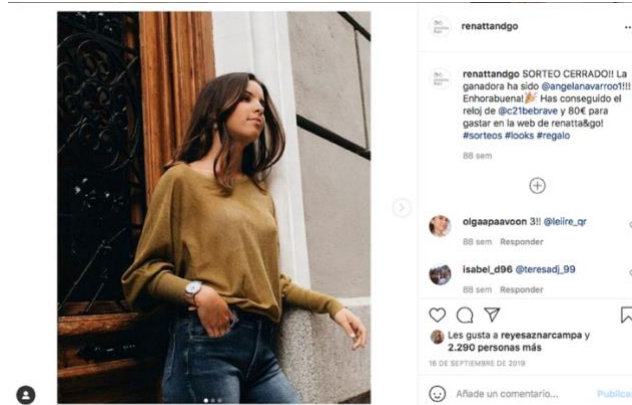 renattandgo
renattandgo SORTEO CERRADO!! La
ganadora ha sido @angelanavarroo1!!!!
Enhorabuena!🎉 Has conseguido el
reloj de @c21bebrave y 80€ para
gastar en la web de renatta&go!
#sorteos #looks #regalo
88 sem
olgaapaavoon 3!! @leiire_qr
88 sem Responder
isabel_d96 @teresadj_99
88 sem Responder
Les gusta a reyesaznarcampa y
2.290 personas más
16 DE SEPTIEMBRE DE 2019
Añade un comentario...